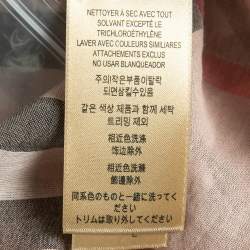 NETTOYER À SEC AVEC TOUT
SOLVANT EXCEPTÉ LE
TRICHLOROETHYLÈNE
LAVER AVEC COULEURS SIMILAIRES
ATTACHEMENTS EXCLUS
NO USAR BLANQUEADOR
주의)작은부품이탈락
되면삼킬수있음.
같은 색상 제품과 함께 세탁
트리밍 제외
相近色洗涤
饰边除外
相近色洗滌
飾邊除外
同系色のものと一緒に洗ってく
ださい
トリムは取り外してください。